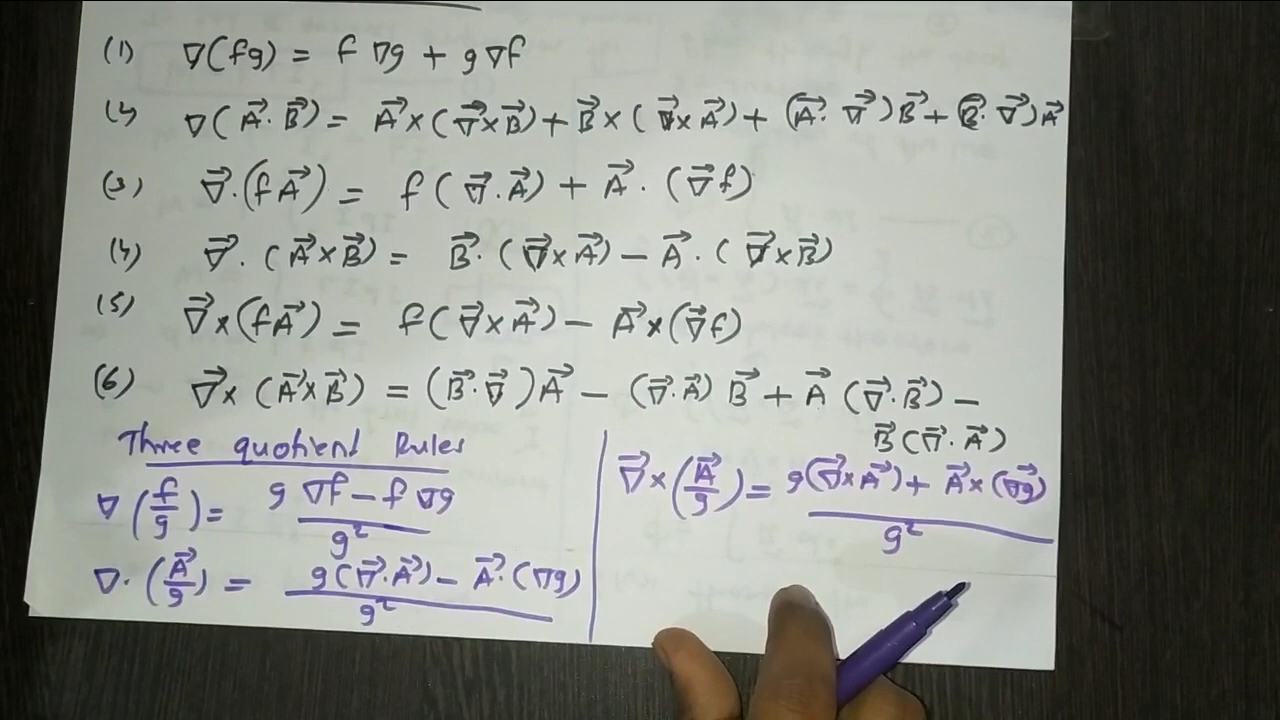 (1) ∇(fg) = f ∇g + g∇f
(2) ∇(A⃗·B⃗) = A⃗×(∇⃗×B⃗)+B⃗×(∇⃗×A⃗)+(A⃗·∇⃗)B⃗+(B⃗·∇⃗)A⃗
(3) ∇⃗·(fA⃗) = f(∇⃗·A⃗) + A⃗·(∇⃗f)
(4) ∇⃗·(A⃗×B⃗) = B⃗·(∇⃗×A⃗) – A⃗·(∇⃗×B⃗)
(5) ∇⃗×(fA⃗) = f(∇⃗×A⃗) – A⃗×(∇⃗f)
(6) ∇⃗×(A⃗×B⃗) = (B⃗·∇⃗)A⃗ – (∇⃗·A⃗)B⃗ + A⃗(∇⃗·B⃗) –
B⃗(∇⃗·A⃗)
Three quotient Rules
∇(f/g) = g ∇f – f ∇g / g²
∇·(A⃗/g) = g(∇⃗·A⃗) – A⃗·(∇g) / g²
∇⃗×(A⃗/g) = g(∇⃗×A⃗) + A⃗×(∇⃗g) / g²